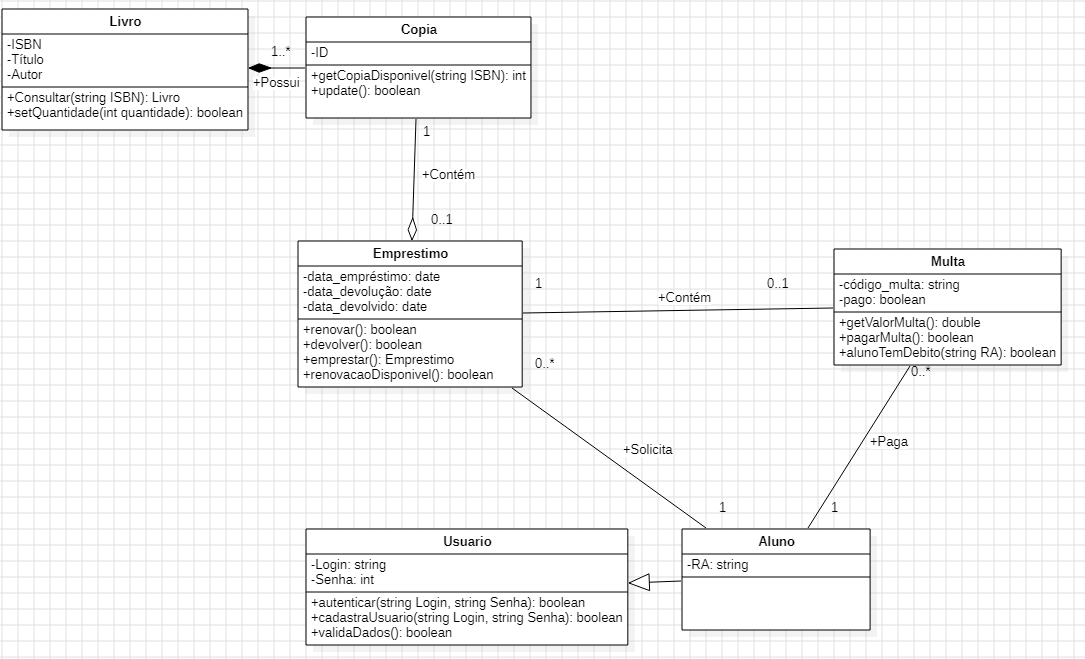 Livro
-ISBN
-Título
-Autor
+Consultar(string ISBN): Livro
+setQuantidade(int quantidade): boolean
1..*
+Possui
Copia
-ID
+getCopiaDisponivel(string ISBN): int
+update(): boolean
1
+Contém
0..1
Emprestimo
-data_empréstimo: date
-data_devolução: date
-data_devolvido: date
+renovar(): boolean
+devolver(): boolean
+emprestar(): Emprestimo
+renovacaoDisponivel(): boolean
1
+Contém
0..1
0..*
Multa
-código_multa: string
-pago: boolean
+getValorMulta(): double
+pagarMulta(): boolean
+alunoTemDebito(string RA): boolean
0..*
+Solicita
+Paga
1
1
Usuario
-Login: string
-Senha: int
+autenticar(string Login, string Senha): boolean
+cadastraUsuario(string Login, string Senha): boolean
+validaDados(): boolean
Aluno
-RA: string